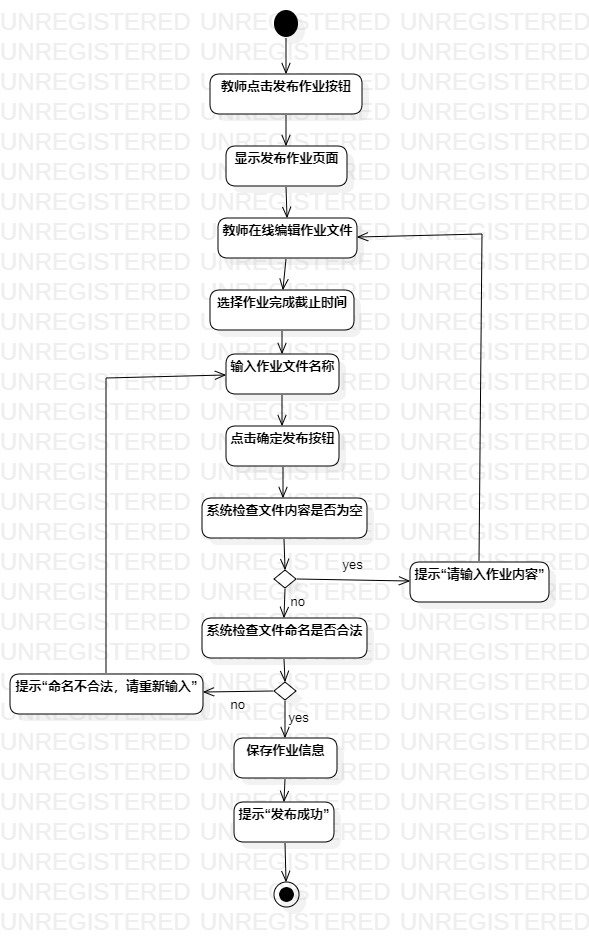 UNREGISTERED UNREGISTERED UNREGISTERED
教师点击发布作业按钮
显示发布作业页面
教师在线编辑作业文件
选择作业完成截止时间
输入作业文件名称
点击确定发布按钮
系统检查文件内容是否为空
yes
提示“请输入作业内容”
no
系统检查文件命名是否合法
提示“命名不合法，请重新输入”
no
yes
保存作业信息
提示“发布成功”